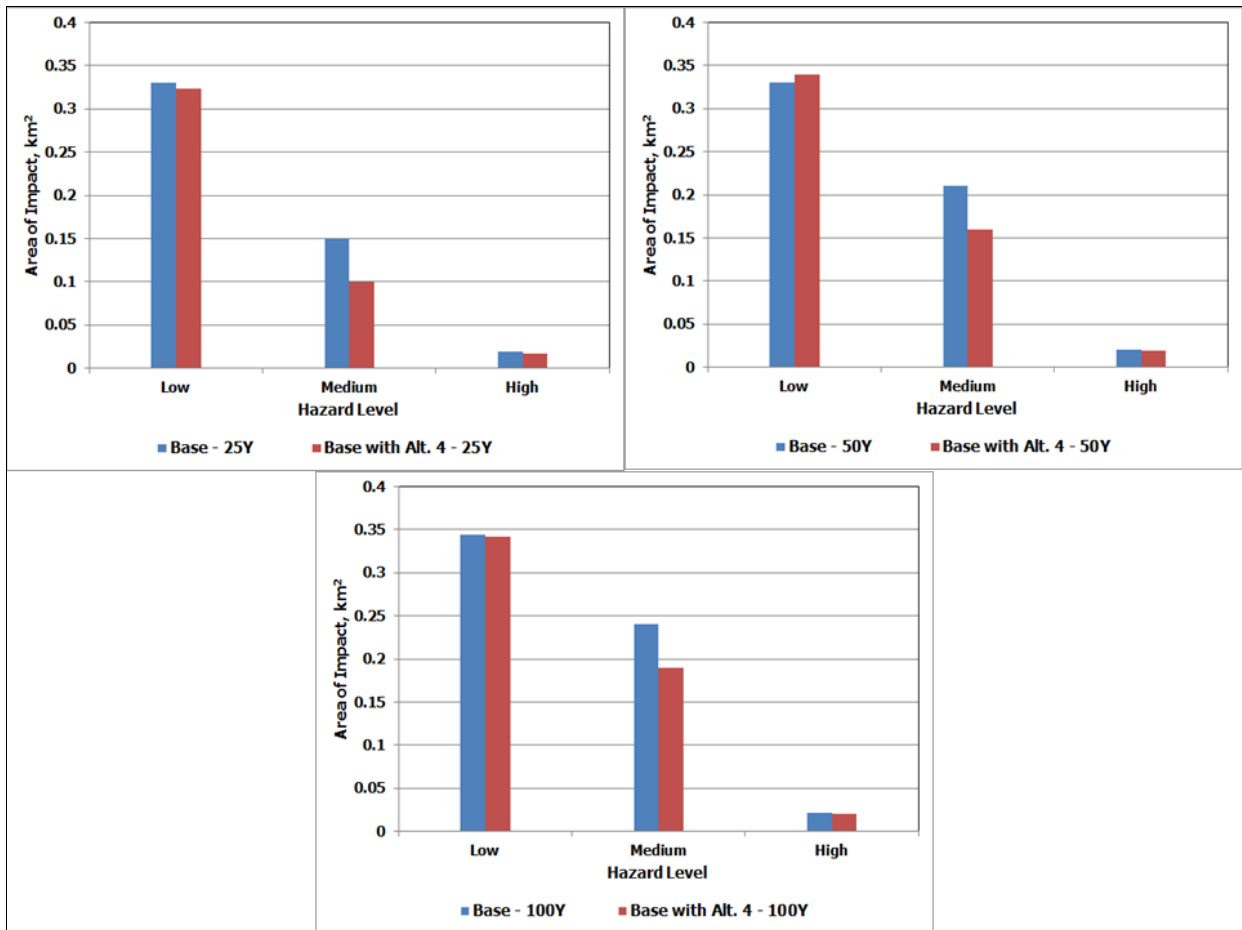 0.4
0.35
0.3
0.25
0.2
0.15
0.1
0.05
0
Area of Impact, km²
Low Medium High
Hazard Level
Base - 25Y Base with Alt. 4 - 25Y
0.4
0.35
0.3
0.25
0.2
0.15
0.1
0.05
0
Area of Impact, km²
Low Medium High
Hazard Level
Base - 50Y Base with Alt. 4 - 50Y
0.4
0.35
0.3
0.25
0.2
0.15
0.1
0.05
0
Area of Impact, km²
Low Medium High
Hazard Level
Base - 100Y Base with Alt. 4 - 100Y